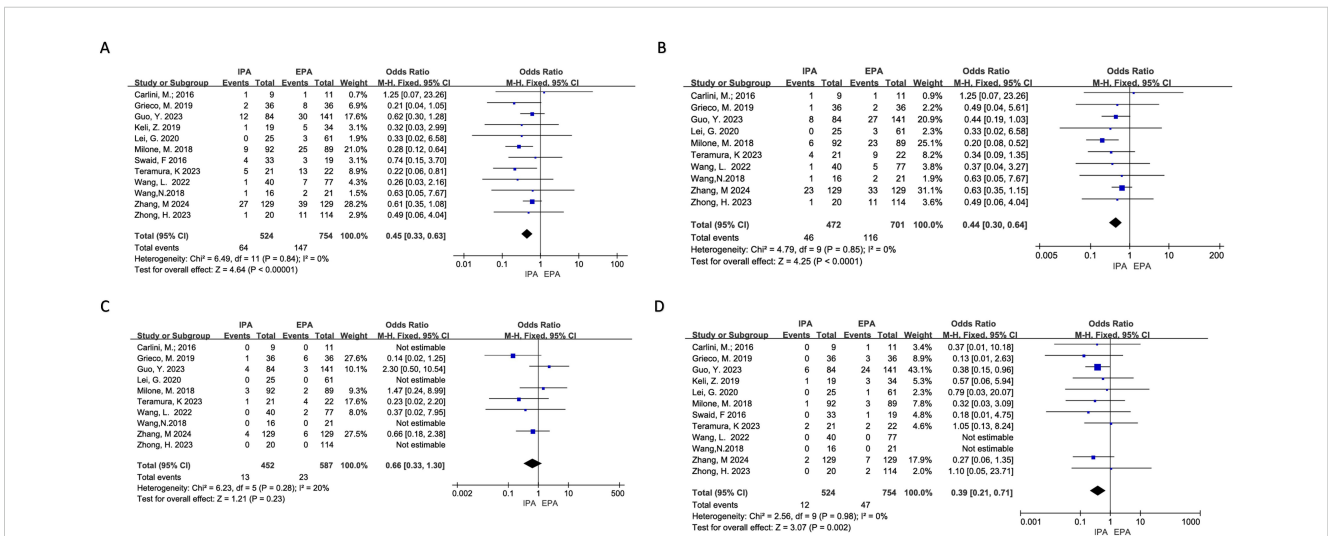 A
IPA EPA Odds Ratio Odds Ratio
Study or Subgroup Events Total Events Total Weight M-H. Fixed. 95% CI M-H. Fixed. 95% CI
Carlini, M.; 2016 1 9 1 11 0.7% 1.25 [0.07, 23.26]
Grieco, M. 2019 2 36 8 36 6.9% 0.21 [0.04, 1.05]
Guo, Y. 2023 12 84 30 141 17.6% 0.62 [0.30, 1.28]
Keli, Z. 2019 1 19 5 34 3.1% 0.32 [0.03, 2.99]
Lei, G. 2020 0 25 3 61 1.9% 0.33 [0.02, 6.58]
Milone, M. 2018 9 92 25 89 20.9% 0.28 [0.12, 0.64]
Swaid, F 2016 4 33 3 19 3.1% 0.74 [0.15, 3.70]
Teramura, K 2023 5 21 13 22 8.9% 0.22 [0.06, 0.81]
Wang, L. 2022 1 40 7 77 4.2% 0.26 [0.03, 2.16]
Wang,N.2018 1 16 2 21 1.5% 0.63 [0.05, 7.67]
Zhang, M 2024 27 129 39 129 28.2% 0.61 [0.35, 1.08]
Zhong, H. 2023 1 20 11 114 3.0% 0.49 [0.06, 4.04]
Total (95% CI) 524 754 100.0% 0.45 [0.33, 0.63]
Total events 64 147
Heterogeneity: Chi² = 6.49, df = 11 (P = 0.84); I² = 0%
Test for overall effect: Z = 4.64 (P < 0.00001)
0.01 0.1 1 10 100
IPA EPA
B
IPA EPA Odds Ratio Odds Ratio
Study or Subgroup Events Total Events Total Weight M-H. Fixed. 95% CI M-H. Fixed. 95% CI
Carlini, M.; 2016 1 9 1 11 0.9% 1.25 [0.07, 23.26]
Grieco, M. 2019 1 36 2 36 2.2% 0.49 [0.04, 5.61]
Guo, Y. 2023 8 84 27 141 20.9% 0.44 [0.19, 1.03]
Lei, G. 2020 0 25 3 61 2.3% 0.33 [0.02, 6.58]
Milone, M. 2018 6 92 23 89 25.1% 0.20 [0.08, 0.52]
Teramura, K 2023 4 21 9 22 8.2% 0.34 [0.09, 1.35]
Wang, L. 2022 1 40 5 77 3.8% 0.37 [0.04, 3.27]
Wang,N.2018 1 16 2 21 1.9% 0.63 [0.05, 7.67]
Zhang, M 2024 23 129 33 129 31.1% 0.63 [0.35, 1.15]
Zhong, H. 2023 1 20 11 114 3.6% 0.49 [0.06, 4.04]
Total (95% CI) 472 701 100.0% 0.44 [0.30, 0.64]
Total events 46 116
Heterogeneity: Chi² = 4.79, df = 9 (P = 0.85); I² = 0%
Test for overall effect: Z = 4.25 (P < 0.0001)
0.005 0.1 1 10 200
IPA EPA
C
IPA EPA Odds Ratio Odds Ratio
Study or Subgroup Events Total Events Total Weight M-H. Fixed. 95% CI M-H. Fixed. 95% CI
Carlini, M.; 2016 0 9 0 11 Not estimable
Grieco, M. 2019 1 36 6 36 27.6% 0.14 [0.02, 1.25]
Guo, Y. 2023 4 84 3 141 10.1% 2.30 [0.50, 10.54]
Lei, G. 2020 0 25 0 61 Not estimable
Milone, M. 2018 3 92 2 89 9.1% 1.47 [0.24, 8.99]
Teramura, K 2023 1 21 4 22 17.6% 0.23 [0.02, 2.20]
Wang, L. 2022 0 40 2 77 8.0% 0.37 [0.02, 7.95]
Wang,N.2018 0 16 0 21 Not estimable
Zhang, M 2024 4 129 6 129 27.5% 0.66 [0.18, 2.38]
Zhong, H. 2023 0 20 0 114 Not estimable
Total (95% CI) 452 587 100.0% 0.66 [0.33, 1.30]
Total events 13 23
Heterogeneity: Chi² = 6.23, df = 5 (P = 0.28); I² = 20%
Test for overall effect: Z = 1.21 (P = 0.23)
0.002 0.1 1 10 500
IPA EPA
D
IPA EPA Odds Ratio Odds Ratio
Study or Subgroup Events Total Events Total Weight M-H. Fixed. 95% CI M-H. Fixed. 95% CI
Carlini, M.; 2016 0 9 1 11 3.4% 0.37 [0.01, 10.18]
Grieco, M. 2019 0 36 3 36 8.9% 0.13 [0.01, 2.63]
Guo, Y. 2023 6 84 24 141 43.1% 0.38 [0.15, 0.96]
Keli, Z. 2019 1 19 3 34 5.2% 0.57 [0.06, 5.94]
Lei, G. 2020 0 25 1 61 2.2% 0.79 [0.03, 20.07]
Milone, M. 2018 1 92 3 89 7.8% 0.32 [0.03, 3.09]
Swaid, F 2016 0 33 1 19 4.8% 0.18 [0.01, 4.75]
Teramura, K 2023 2 21 2 22 4.6% 1.05 [0.13, 8.24]
Wang, L. 2022 0 40 0 77 Not estimable
Wang,N.2018 0 16 0 21 Not estimable
Zhang, M 2024 2 129 7 129 17.9% 0.27 [0.06, 1.35]
Zhong, H. 2023 0 20 2 114 2.0% 1.10 [0.05, 23.71]
Total (95% CI) 524 754 100.0% 0.39 [0.21, 0.71]
Total events 12 47
Heterogeneity: Chi² = 2.56, df = 9 (P = 0.98); I² = 0%
Test for overall effect: Z = 3.07 (P = 0.002)
0.001 0.1 1 10 1000
IPA EPA